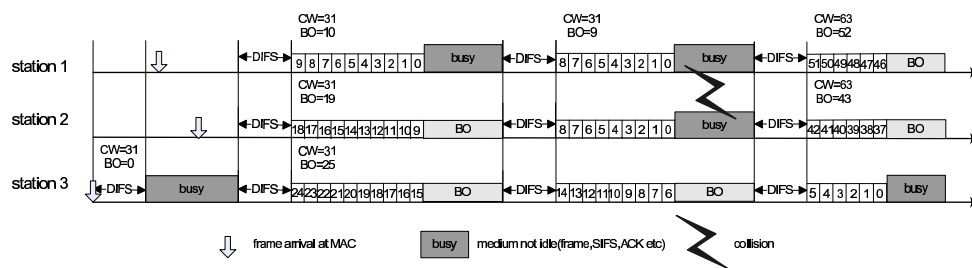 CW=31
BO=10
CW=31
BO=9
CW=63
BO=52
station 1
DIFS
9 8 7 6 5 4 3 2 1 0
busy
DIFS
8 7 6 5 4 3 2 1 0
busy
DIFS
51 50 49 48 47 46
BO
CW=31
BO=19
CW=63
BO=43
station 2
DIFS
18 17 16 15 14 13 12 11 10 9
BO
DIFS
8 7 6 5 4 3 2 1 0
busy
DIFS
42 41 40 39 38 37
BO
CW=31
BO=0
CW=31
BO=25
station 3
DIFS
busy
DIFS
24 23 22 21 20 19 18 17 16 15
BO
DIFS
14 13 12 11 10 9 8 7 6
BO
DIFS
5 4 3 2 1 0
busy
frame arrival at MAC
busy
medium not idle(frame,SIFS,ACK etc)
collision